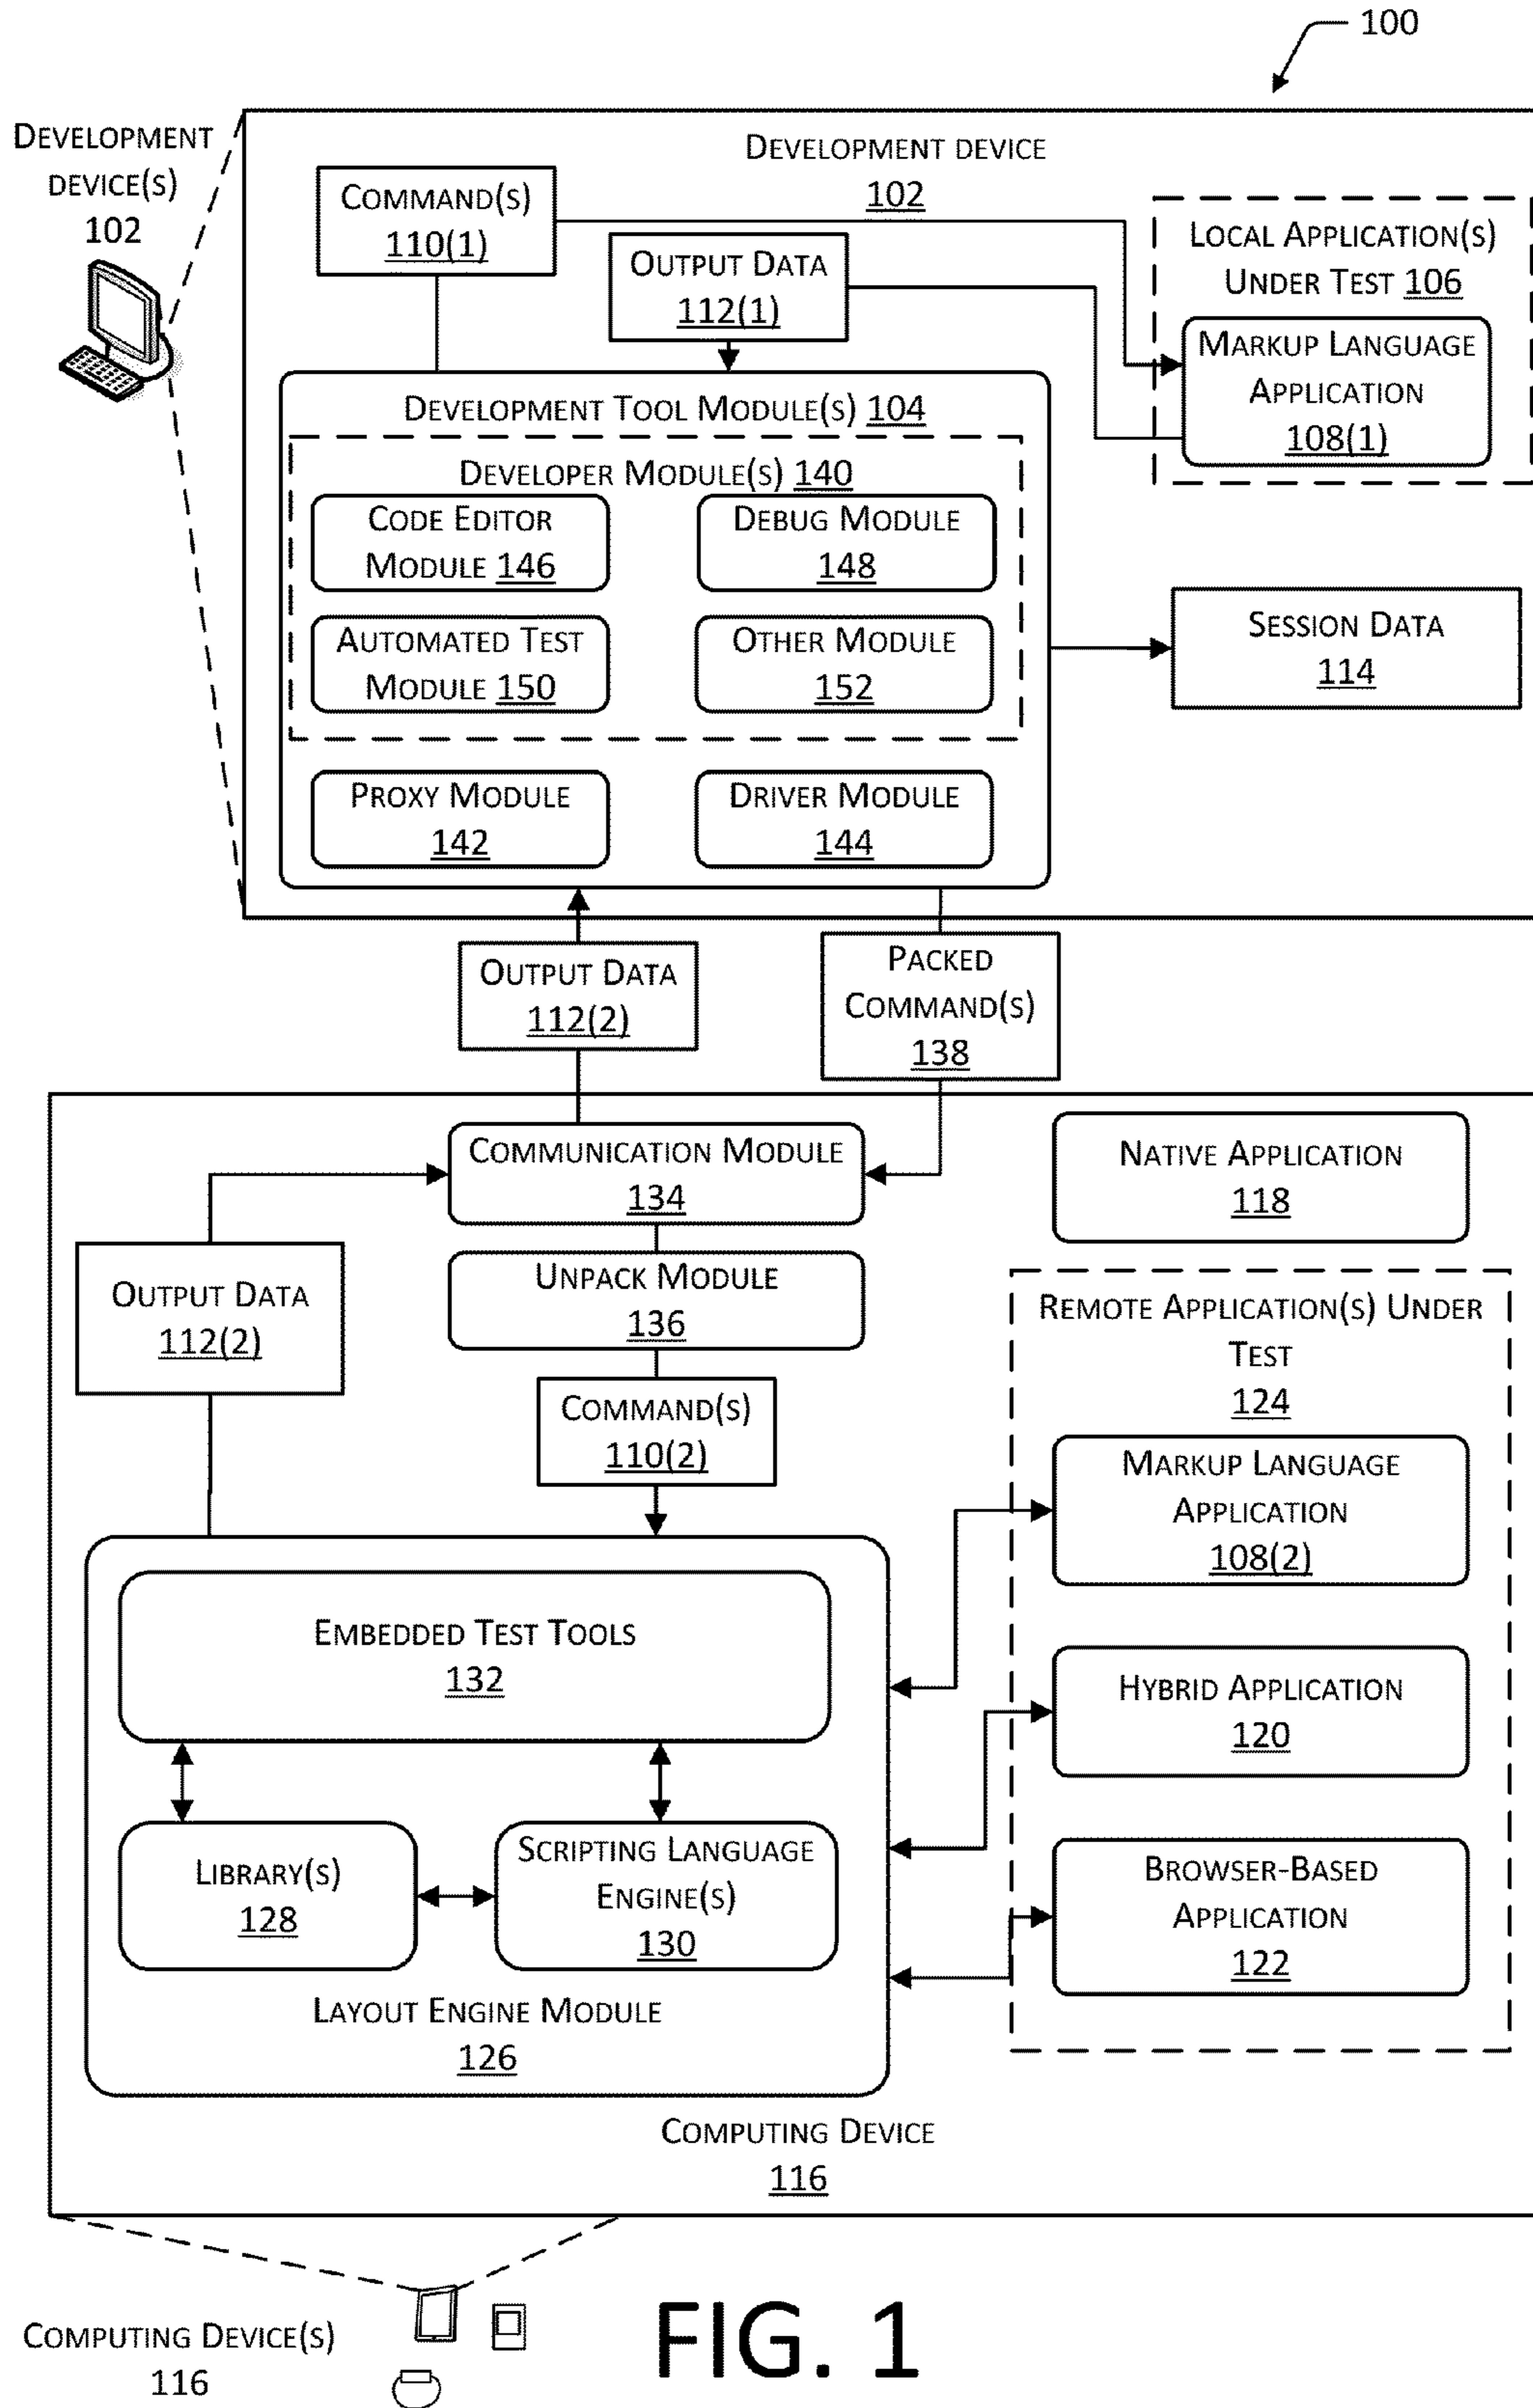 100
DEVELOPMENT
DEVICE(S)
102
DEVELOPMENT DEVICE
102
COMMAND(S)
110(1)
OUTPUT DATA
112(1)
LOCAL APPLICATION(S)
UNDER TEST 106
MARKUP LANGUAGE
APPLICATION
108(1)
DEVELOPMENT TOOL MODULE(S) 104
DEVELOPER MODULE(S) 140
CODE EDITOR
MODULE 146
DEBUG MODULE
148
AUTOMATED TEST
MODULE 150
OTHER MODULE
152
SESSION DATA
114
PROXY MODULE
142
DRIVER MODULE
144
OUTPUT DATA
112(2)
PACKED
COMMAND(S)
138
COMMUNICATION MODULE
134
NATIVE APPLICATION
118
OUTPUT DATA
112(2)
UNPACK MODULE
136
COMMAND(S)
110(2)
REMOTE APPLICATION(S) UNDER
TEST
124
MARKUP LANGUAGE
APPLICATION
108(2)
EMBEDDED TEST TOOLS
132
HYBRID APPLICATION
120
LIBRARY(S)
128
SCRIPTING LANGUAGE
ENGINE(S)
130
BROWSER-BASED
APPLICATION
122
LAYOUT ENGINE MODULE
126
COMPUTING DEVICE
116
COMPUTING DEVICE(S)
116
FIG. 1